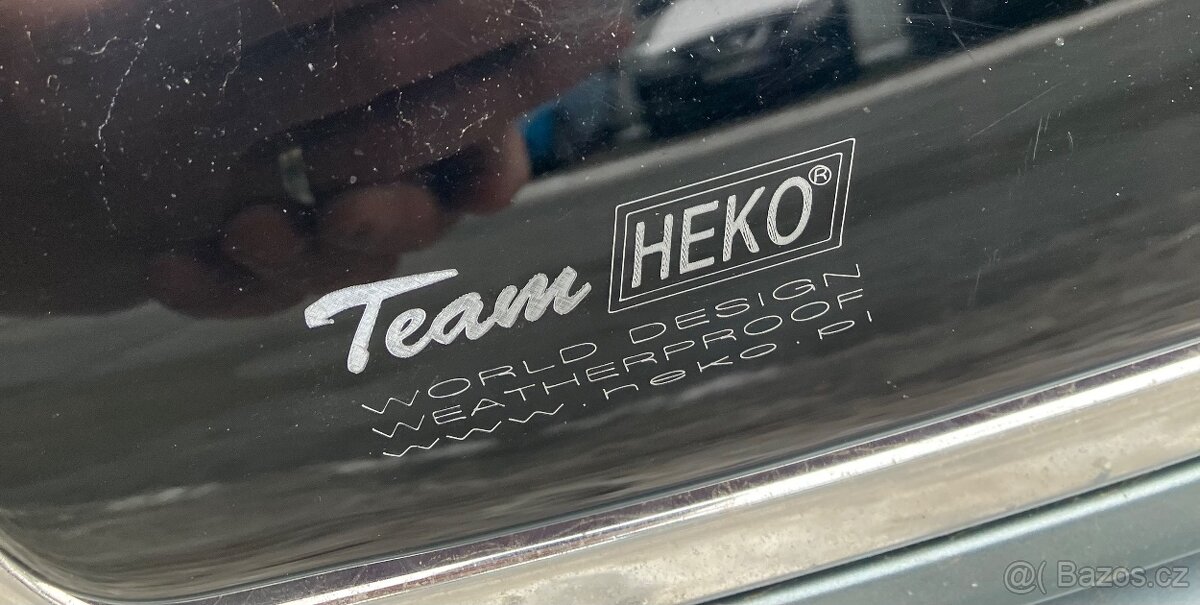 Team HEKO®
WORLD DESIGN
WEATHERPROOF
www.heko.pl
@( Bazos.cz